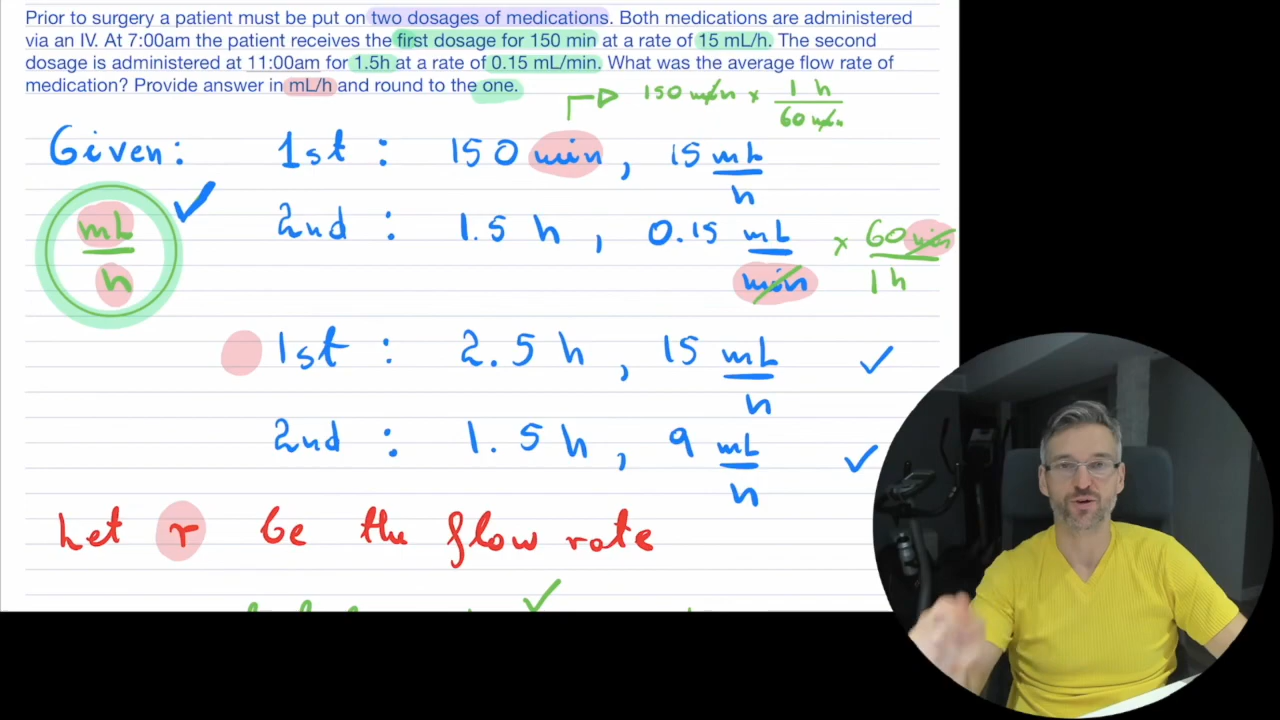 Prior to surgery a patient must be put on two dosages of medications. Both medications are administered
via an IV. At 7:00am the patient receives the first dosage for 150 min at a rate of 15 mL/h. The second
dosage is administered at 11:00am for 1.5h at a rate of 0.15 mL/min. What was the average flow rate of
medication? Provide answer in mL/h and round to the one.
150 min × 1 h / 60 min
Given: 1st : 150 min, 15 mL/h
mL/h
2nd : 1.5 h, 0.15 mL/min × 60 min / 1 h
1st : 2.5 h, 15 mL/h
2nd : 1.5 h, 9 mL/h
Let r be the flow rate